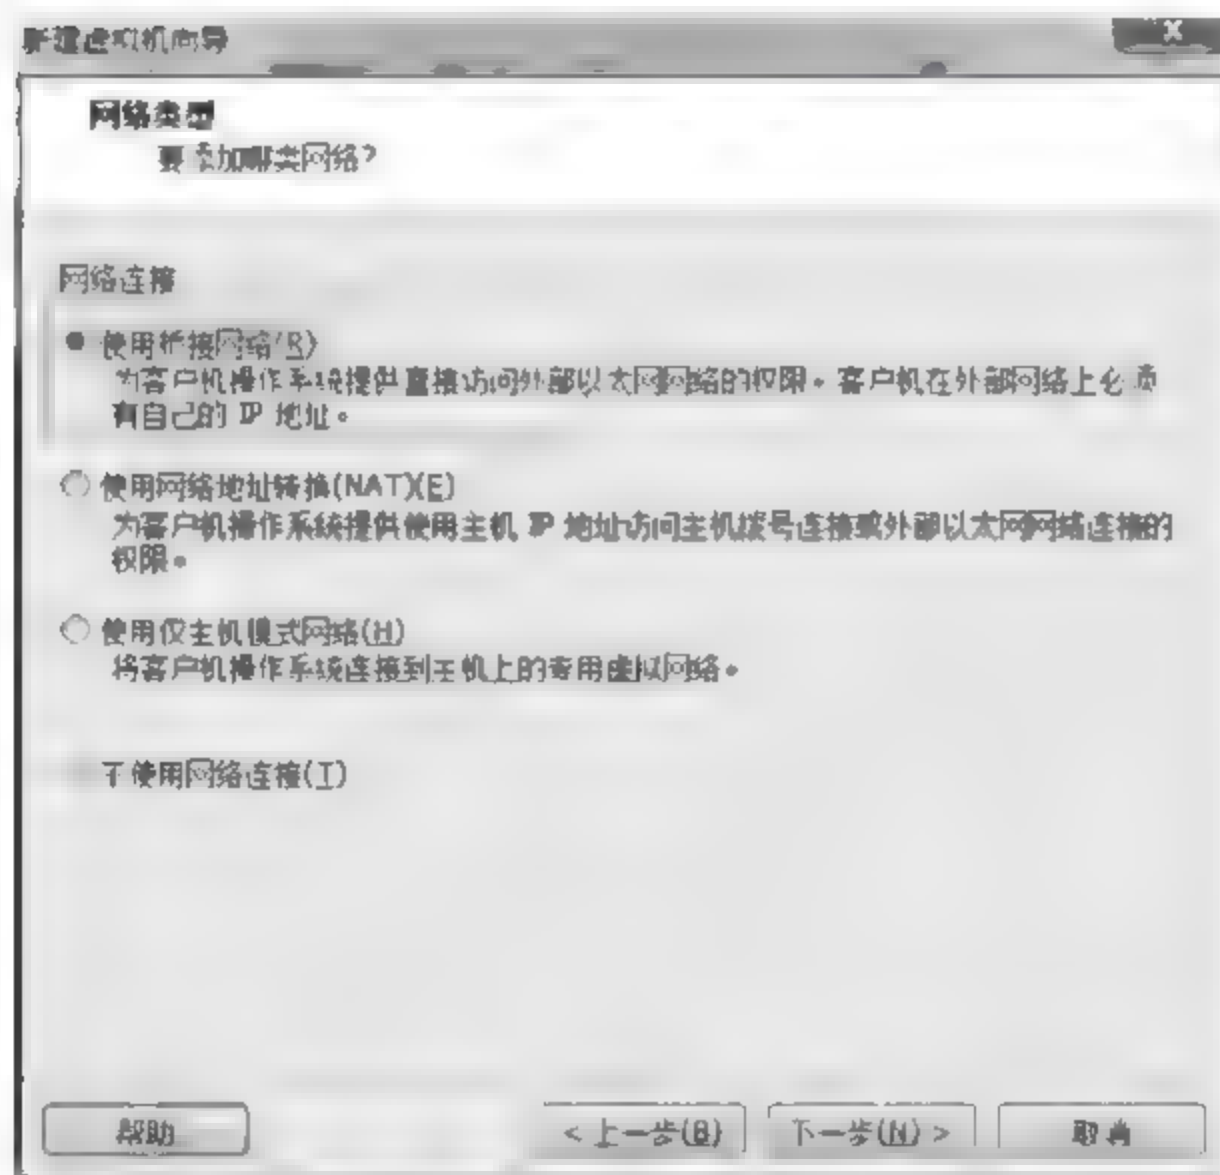 新建虚拟机向导
网络类型
要添加哪类网络?
网络连接
使用桥接网络(R)
为客户机操作系统提供直接访问外部以太网网络的权限。客户机在外部网络上必须
有自己的 IP 地址。
使用网络地址转换(NAT)(E)
为客户机操作系统提供使用主机 IP 地址访问主机拨号连接或外部以太网网络连接的
权限。
使用仅主机模式网络(H)
将客户机操作系统连接到主机上的专用虚拟网络。
不使用网络连接(T)
帮助
< 上一步(B)
下一步(N) >
取消